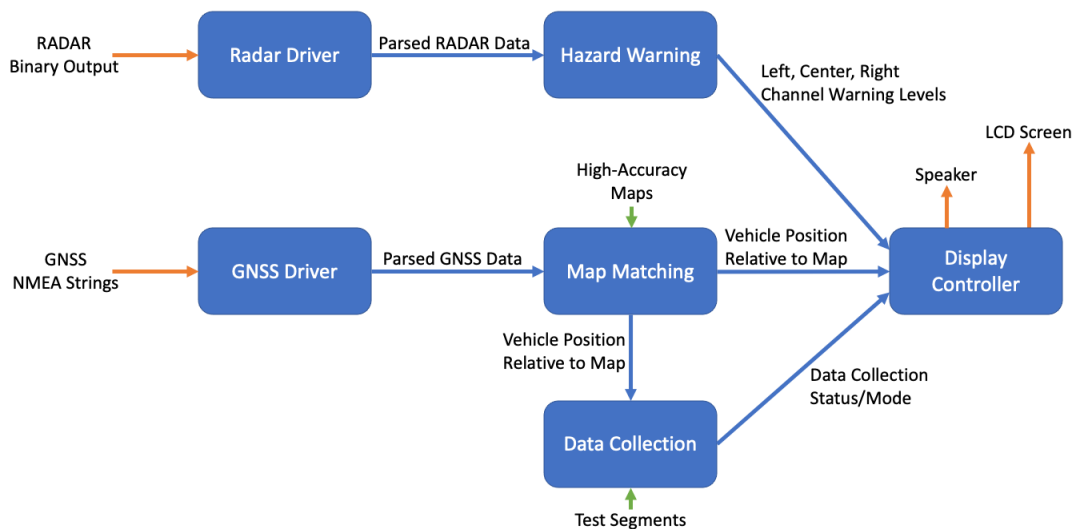 RADAR
Binary Output
Radar Driver
Parsed RADAR Data
Hazard Warning
Left, Center, Right
Channel Warning Levels
LCD Screen
Speaker
High-Accuracy
Maps
GNSS
NMEA Strings
GNSS Driver
Parsed GNSS Data
Map Matching
Vehicle Position
Relative to Map
Display
Controller
Vehicle Position
Relative to Map
Data Collection
Status/Mode
Data Collection
Test Segments